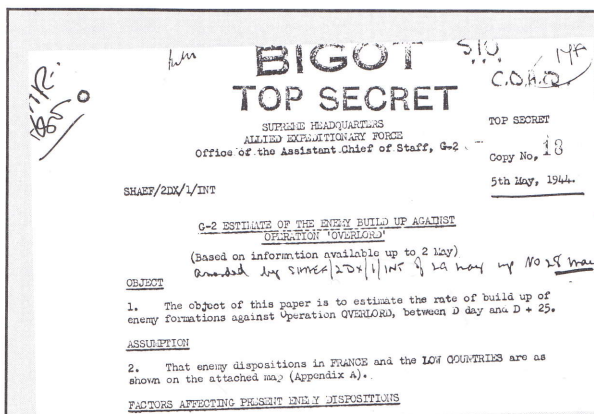 BIGOT
TOP SECRET
S.I.U.
C.O.H.Q.
SUPREME HEADQUARTERS
ALLIED EXPEDITIONARY FORCE
Office of the Assistant Chief of Staff, G-2
TOP SECRET
Copy No, 18
5th May, 1944.
SHAEF/2DX/1/INT
G-2 ESTIMATE OF THE ENEMY BUILD UP AGAINST
OPERATION 'OVERLORD'
(Based on information available up to 2 May)
amended by SHAEF/2DX/1/INT of 29 May No 28
OBJECT
1. The object of this paper is to estimate the rate of build up of
enemy formations against Operation OVERLORD, between D day and D + 25.
ASSUMPTION
2. That enemy dispositions in FRANCE and the LOW COUNTRIES are as
shown on the attached map (Appendix A).
FACTORS AFFECTING PRESENT ENEMY DISPOSITIONS